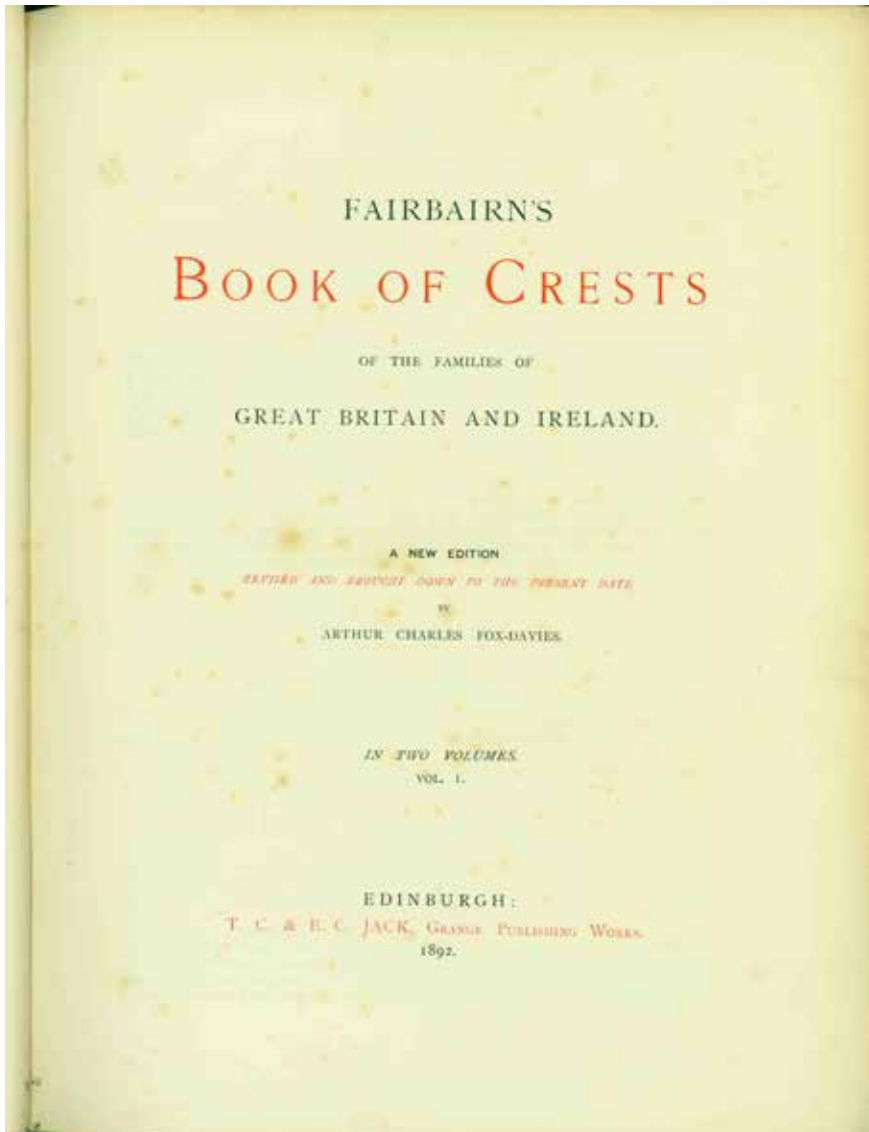 FAIRBAIRN'S
BOOK OF CRESTS
OF THE FAMILIES OF
GREAT BRITAIN AND IRELAND.
A NEW EDITION
REVISED AND BROUGHT DOWN TO THE PRESENT DATE
BY
ARTHUR CHARLES FOX-DAVIES.
IN TWO VOLUMES.
VOL. I.
EDINBURGH:
T. C. & E. C. JACK, GRANGE PUBLISHING WORKS.
1892.